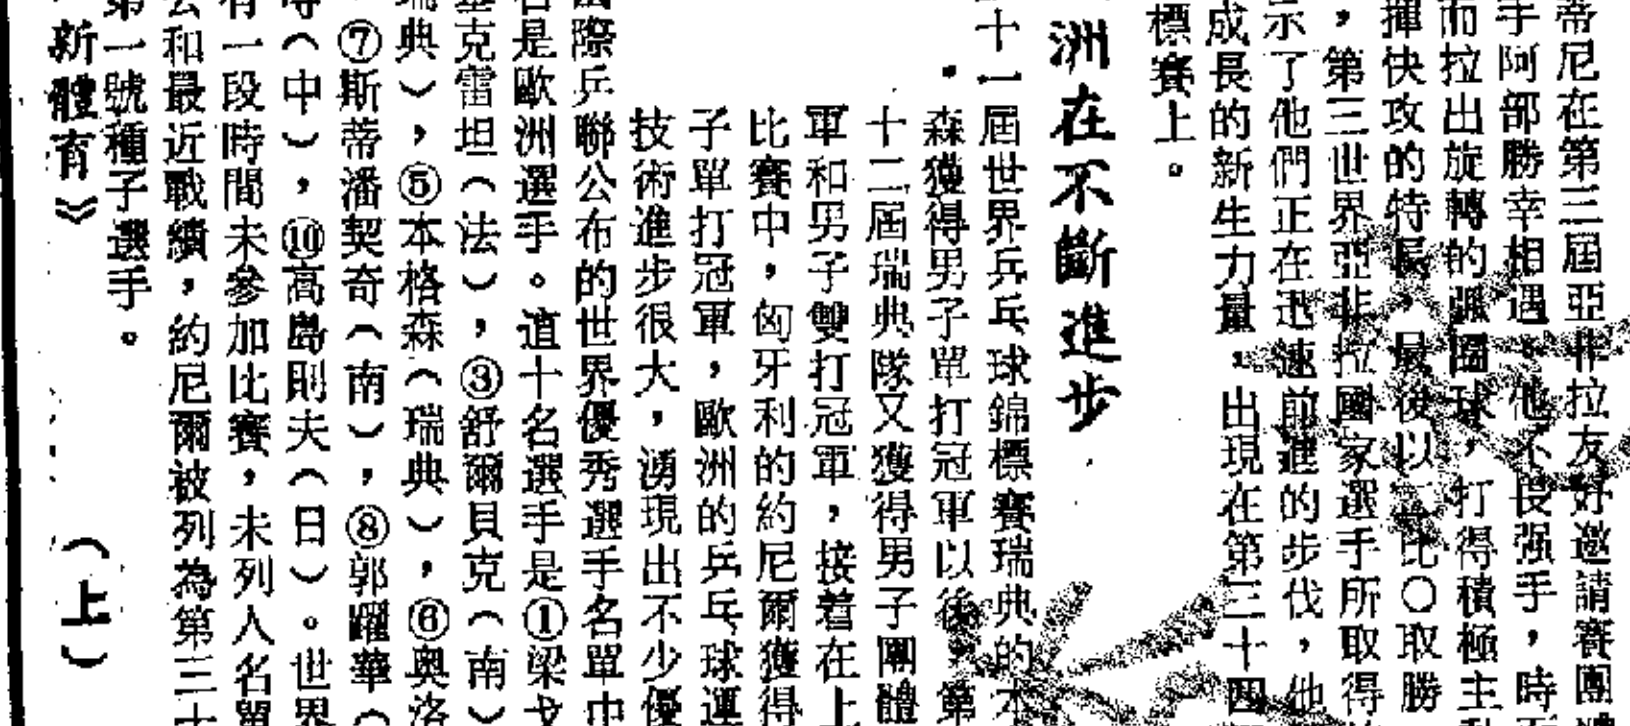 蒂尼在第三屆亞非拉友好邀請賽團
手阿部勝幸相遇。他不畏强手，時
而拉出旋轉的弧圈球，打得積極主
揮快攻的特長，最後以 比〇取勝
，第三世界亞非拉國家選手所取得
示了他們正在迅速前進的步伐，他
成長的新生力量，出現在第三十四
標賽上。
洲在不斷進步
十一屆世界乒乓球錦標賽瑞典的本
森獲得男子單打冠軍以後，第
十二屆瑞典隊又獲得男子團體
軍和男子雙打冠軍，接着在上
比賽中，匈牙利的約尼爾獲得
子單打冠軍，歐洲的乒乓球運
技術進步很大，湧現出不少優
際乒聯公布的世界優秀選手名單中
名是歐洲選手。這十名選手是①梁戈
克雷坦（法），③舒爾貝克（南）
瑞典），⑤本格森（瑞典），⑥奥洛
⑦斯蒂潘契奇（南），⑧郭躍華（
（中），⑩高島則夫（日）。世界
有一段時間未參加比賽，未列入名單
公和最近戰績，約尼爾被列為第三十
第一號種子選手。
新體育》　（上）